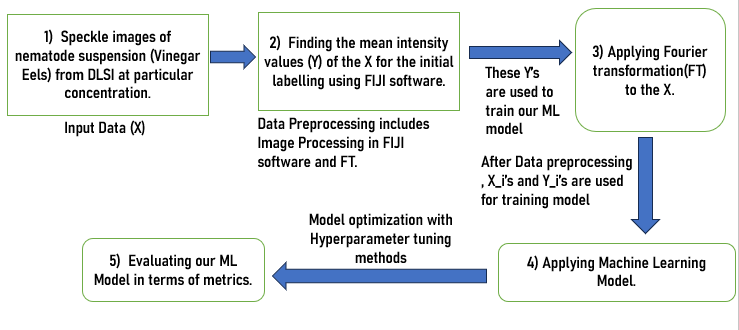 1) Speckle images of
nematode suspension (Vinegar
Eels) from DLSI at particular
concentration.
Input Data (X)
2) Finding the mean intensity
values (Y) of the X for the initial
labelling using FIJI software.
Data Preprocessing includes
Image Processing in FIJI
software and FT.
These Y's
are used to
train our ML
model
3) Applying Fourier
transformation(FT)
to the X.
After Data preprocessing
, X_i's and Y_i's are used
for training model
4) Applying Machine Learning
Model.
Model optimization with
Hyperparameter tuning
methods
5) Evaluating our ML
Model in terms of metrics.